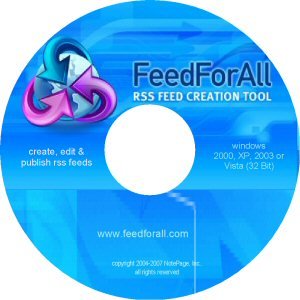 FeedForAll
RSS FEED CREATION TOOL
create, edit &
publish rss feeds
windows
2000, XP, 2003 or
Vista (32 Bit)
www.feedforall.com
copyright 2004-2007 NotePage, Inc.
all rights reserved